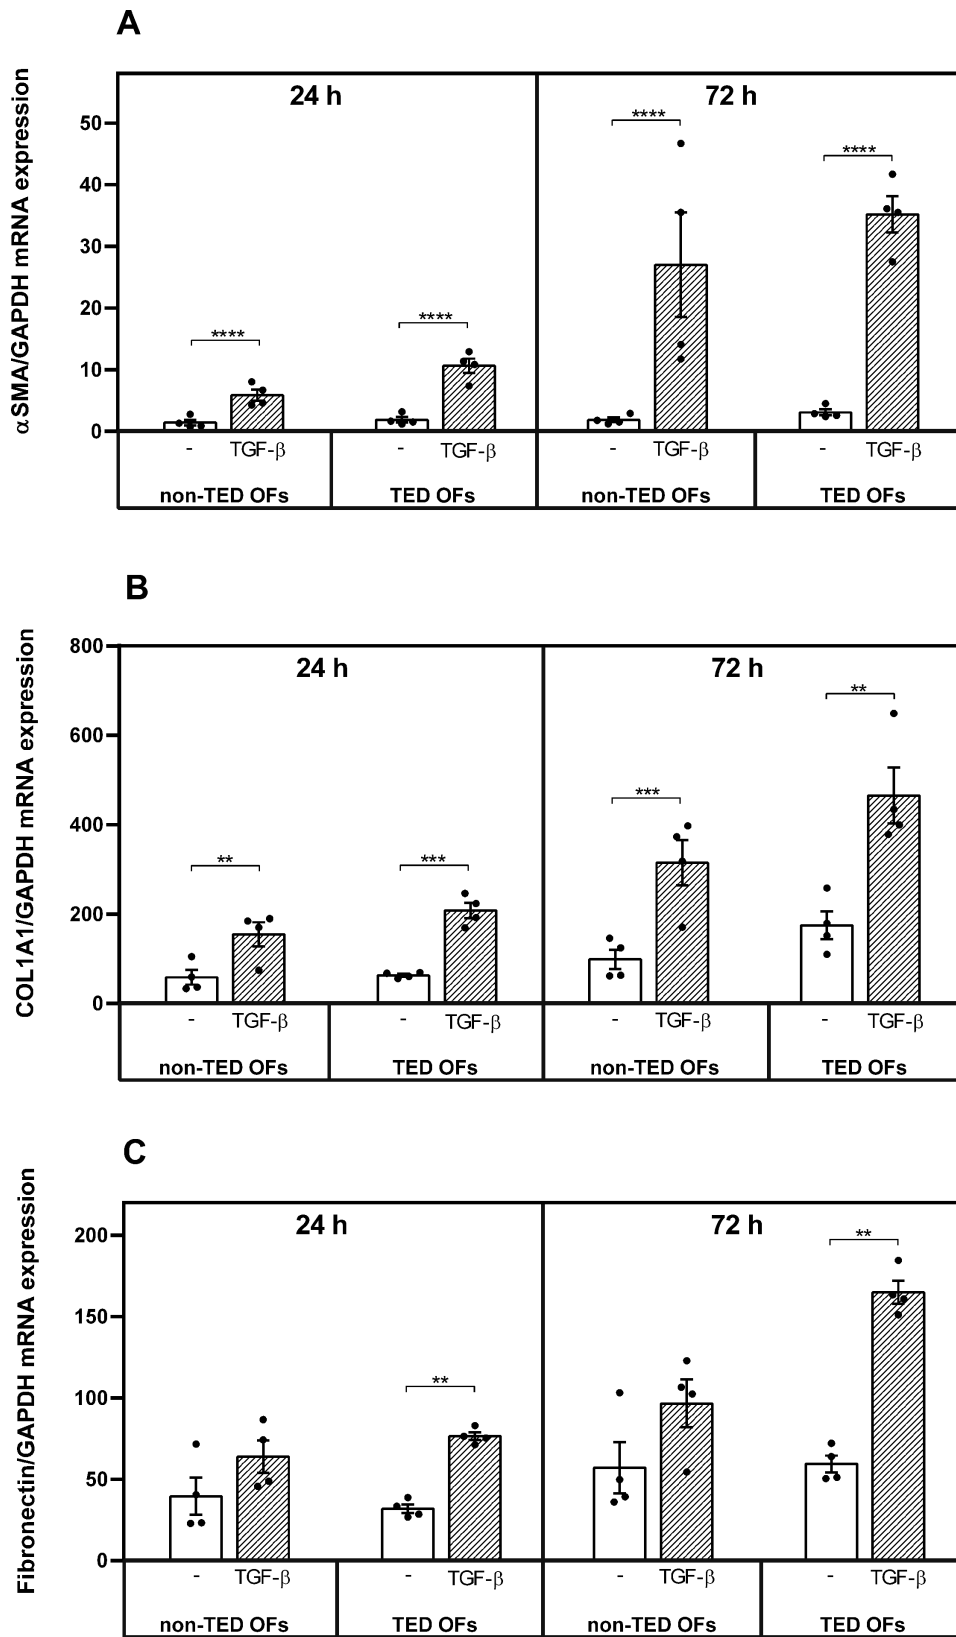 A
αSMA/GAPDH mRNA expression
24 h
72 h
50
40
30
20
10
0
****
****
****
****
- TGF-β - TGF-β - TGF-β - TGF-β
non-TED OFs TED OFs non-TED OFs TED OFs
B
COL1A1/GAPDH mRNA expression
24 h
72 h
800
600
400
200
0
**
***
***
**
- TGF-β - TGF-β - TGF-β - TGF-β
non-TED OFs TED OFs non-TED OFs TED OFs
C
Fibronectin/GAPDH mRNA expression
24 h
72 h
200
150
100
50
0
**
**
- TGF-β - TGF-β - TGF-β - TGF-β
non-TED OFs TED OFs non-TED OFs TED OFs